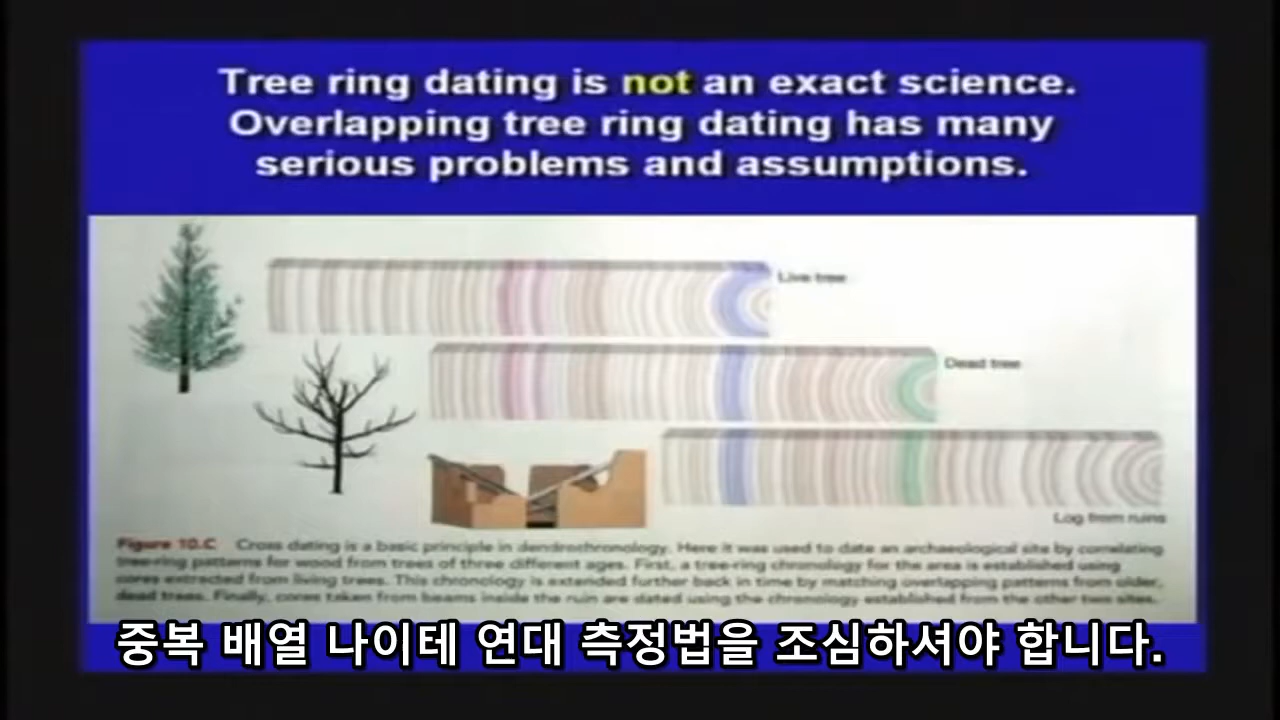 Tree ring dating is not an exact science.
Overlapping tree ring dating has many
serious problems and assumptions.
Live tree
Dead tree
Log from ruins
Figure 10.C Cross dating is a basic principle in dendrochronology. Here it was used to date an archaeological site by correlating
tree-ring patterns for wood from trees of three different ages. First, a tree-ring chronology for the area is established using
cores extracted from living trees. This chronology is extended further back in time by matching overlapping patterns from older,
dead trees. Finally, cores taken from beams inside the ruin are dated using the chronology established from the other two sites.
중복 배열 나이테 연대 측정법을 조심하셔야 합니다.